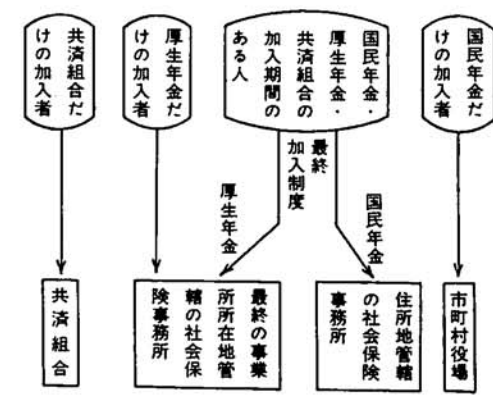 国民年金だ
けの加入者
国民年金・
厚生年金・
共済組合の
加入期間の
ある人
厚生年金だ
けの加入者
共済組合だ
けの加入者
最終
加入制度
国民年金
厚生年金
市町村役場
住所地管轄
の社会保険
事務所
最終の事業
所所在地管
轄の社会保
険事務所
共済組合